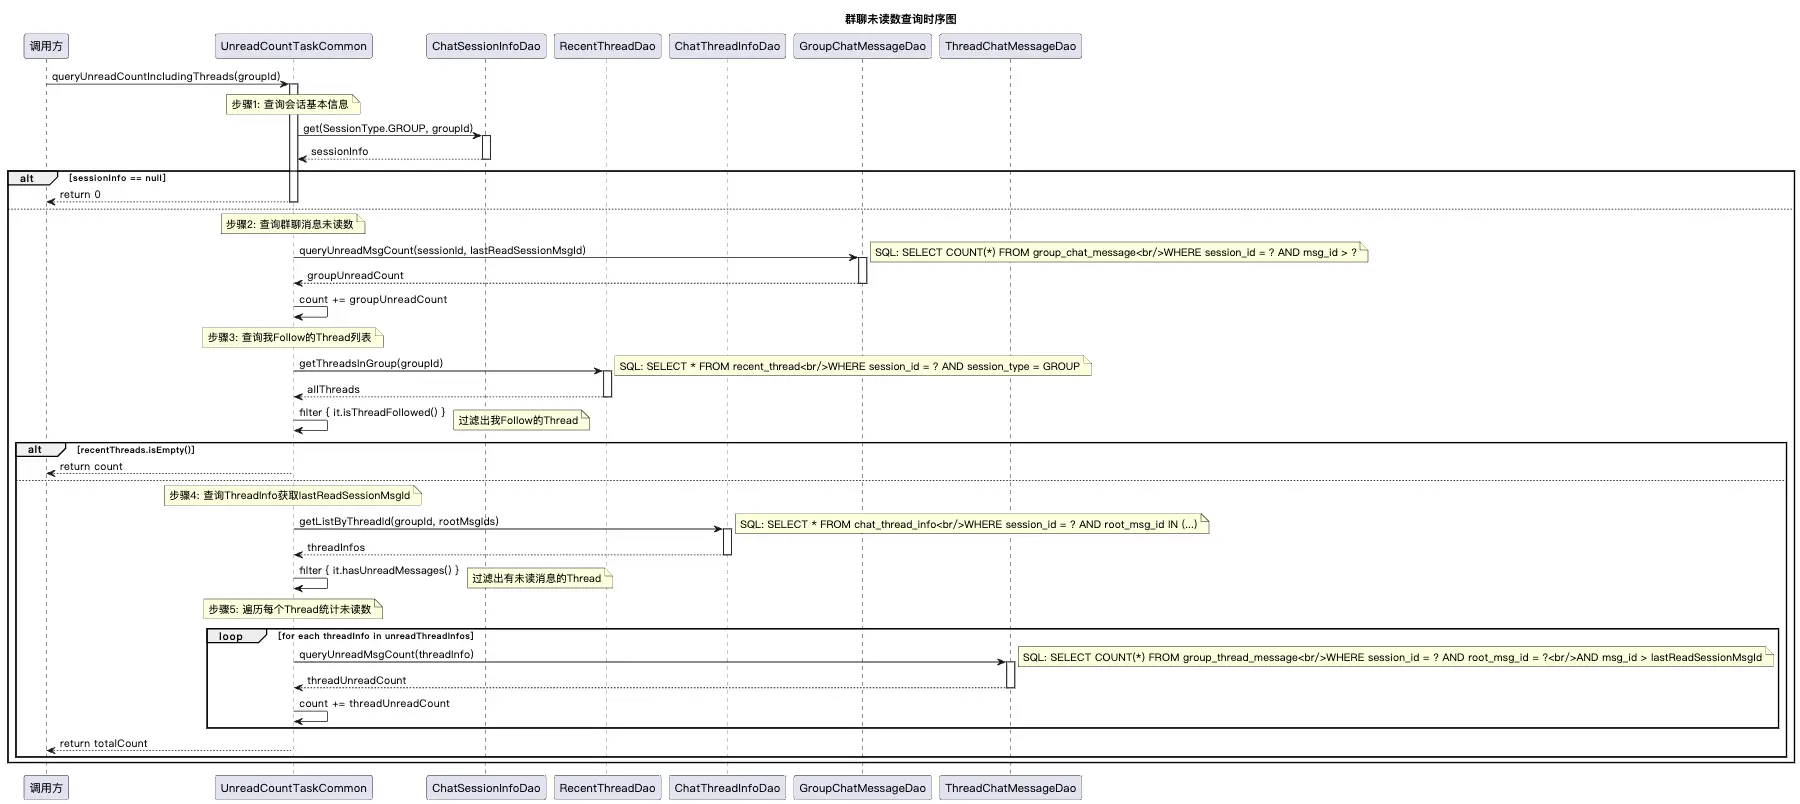 群聊未读数查询时序图
调用方
UnreadCountTaskCommon
ChatSessionInfoDao
RecentThreadDao
ChatThreadInfoDao
GroupChatMessageDao
ThreadChatMessageDao
queryUnreadCountIncludingThreads(groupId)
步骤1: 查询会话基本信息
get(SessionType.GROUP, groupId)
sessionInfo
alt [sessionInfo == null]
return 0
步骤2: 查询群聊消息未读数
queryUnreadMsgCount(sessionId, lastReadSessionMsgId)
SQL: SELECT COUNT(*) FROM group_chat_message<br/>WHERE session_id = ? AND msg_id > ?
groupUnreadCount
count += groupUnreadCount
步骤3: 查询我Follow的Thread列表
getThreadsInGroup(groupId)
SQL: SELECT * FROM recent_thread<br/>WHERE session_id = ? AND session_type = GROUP
allThreads
filter { it.isThreadFollowed() }
过滤出我Follow的Thread
alt [recentThreads.isEmpty()]
return count
步骤4: 查询ThreadInfo获取lastReadSessionMsgId
getListByThreadId(groupId, rootMsgIds)
SQL: SELECT * FROM chat_thread_info<br/>WHERE session_id = ? AND root_msg_id IN (...)
threadInfos
filter { it.hasUnreadMessages() }
过滤出有未读消息的Thread
步骤5: 遍历每个Thread统计未读数
loop [for each threadInfo in unreadThreadInfos]
queryUnreadMsgCount(threadInfo)
SQL: SELECT COUNT(*) FROM group_thread_message<br/>WHERE session_id = ? AND root_msg_id = ?<br/>AND msg_id > lastReadSessionMsgId
threadUnreadCount
count += threadUnreadCount
return totalCount
调用方
UnreadCountTaskCommon
ChatSessionInfoDao
RecentThreadDao
ChatThreadInfoDao
GroupChatMessageDao
ThreadChatMessageDao